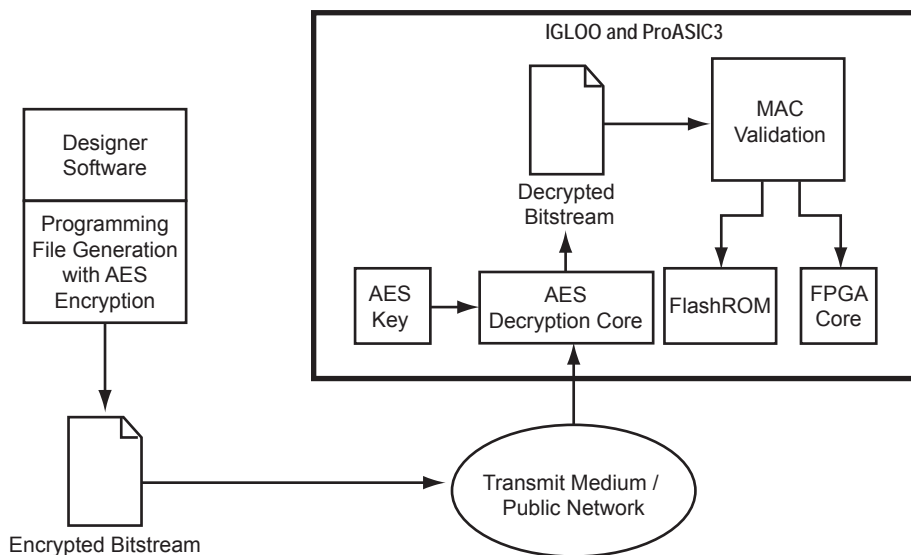 IGLOO and ProASIC3
Designer
Software
Programming
File Generation
with AES
Encryption
Encrypted Bitstream
Transmit Medium /
Public Network
AES
Key
AES
Decryption Core
Decrypted
Bitstream
MAC
Validation
FlashROM
FPGA
Core